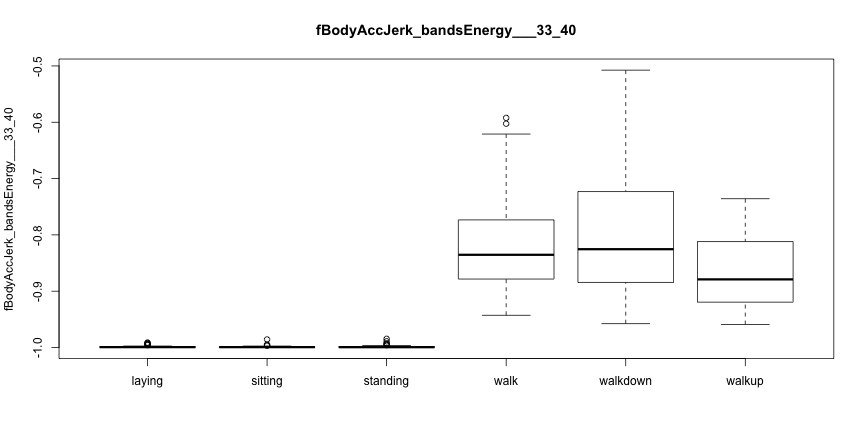 fBodyAccJerk_bandsEnergy___33_40
fBodyAccJerk_bandsEnergy___33_40
-0.5
-0.6
-0.7
-0.8
-0.9
-1.0
laying sitting standing walk walkdown walkup